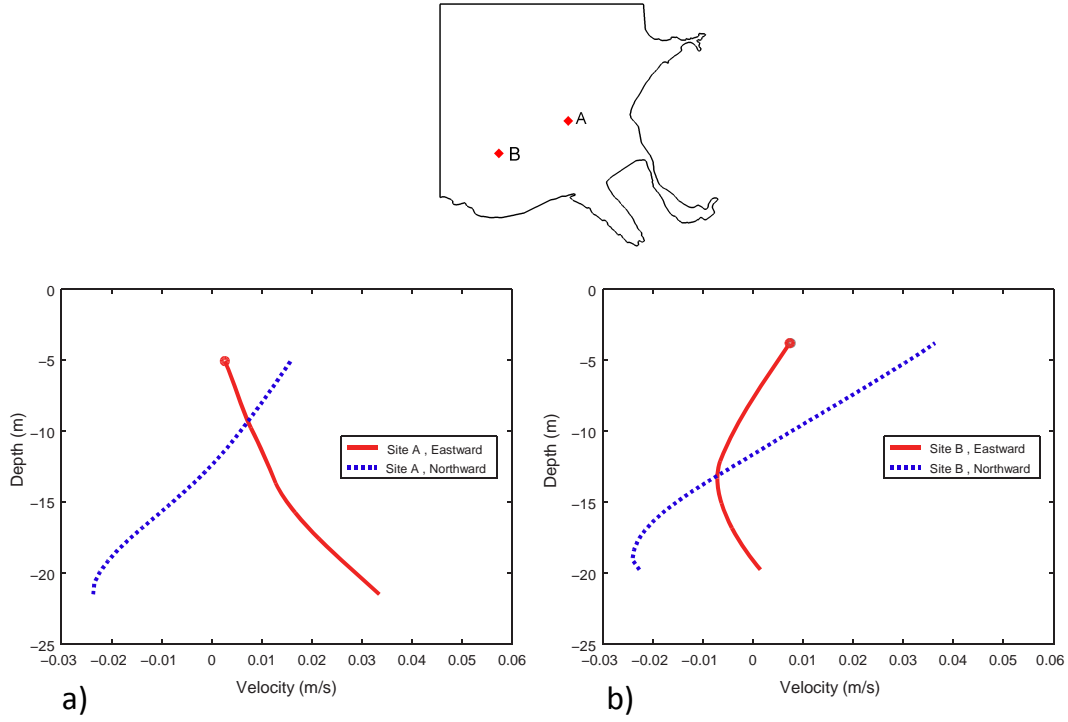 A
B
0
−5
−10
−15
−20
−25
Depth (m)
Site A , Eastward
Site A , Northward
−0.03
−0.02
−0.01
0
0.01
0.02
0.03
0.04
0.05
0.06
Velocity (m/s)
a)
0
−5
−10
−15
−20
−25
Depth (m)
Site B , Eastward
Site B , Northward
−0.03
−0.02
−0.01
0
0.01
0.02
0.03
0.04
0.05
0.06
Velocity (m/s)
b)